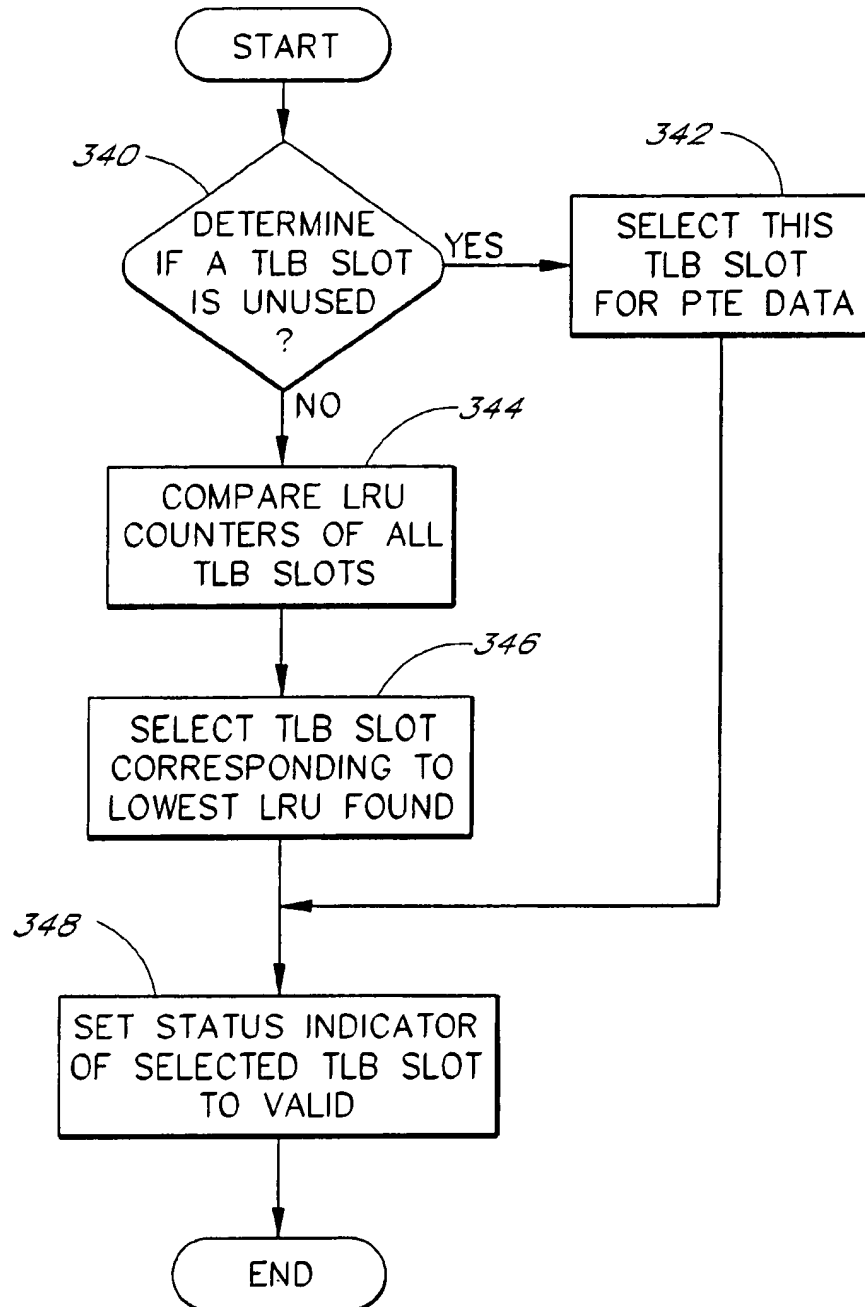 START
340
DETERMINE
IF A TLB SLOT
IS UNUSED
?
YES
342
SELECT THIS
TLB SLOT
FOR PTE DATA
NO
344
COMPARE LRU
COUNTERS OF ALL
TLB SLOTS
346
SELECT TLB SLOT
CORRESPONDING TO
LOWEST LRU FOUND
348
SET STATUS INDICATOR
OF SELECTED TLB SLOT
TO VALID
END